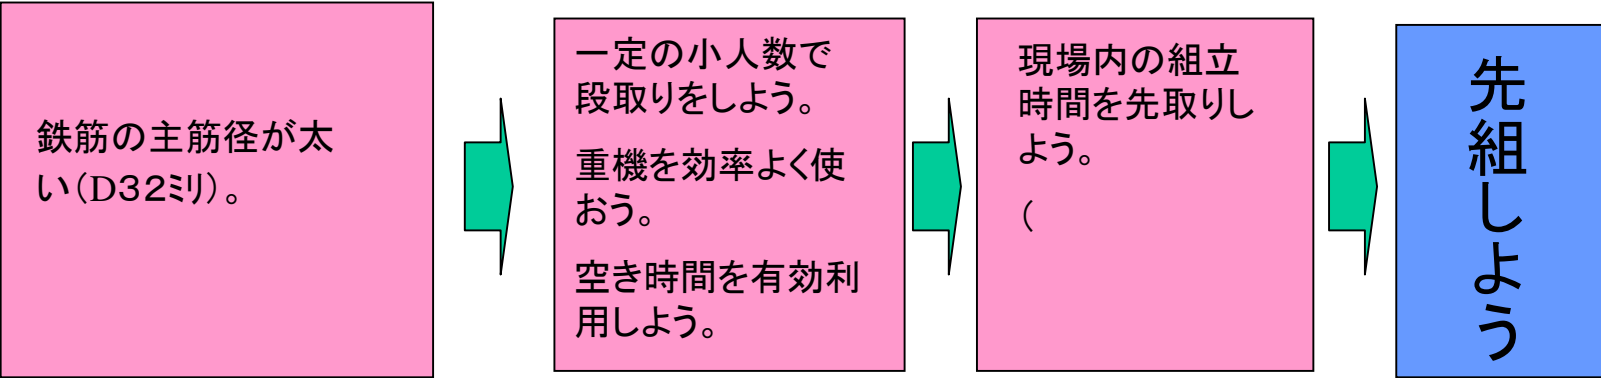 鉄筋の主筋径が太
い(D32ミリ)。
一定の小人数で
段取りをしよう。
重機を効率よく使
おう。
空き時間を有効利
用しよう。
現場内の組立
時間を先取りし
よう。
(
先組しよう